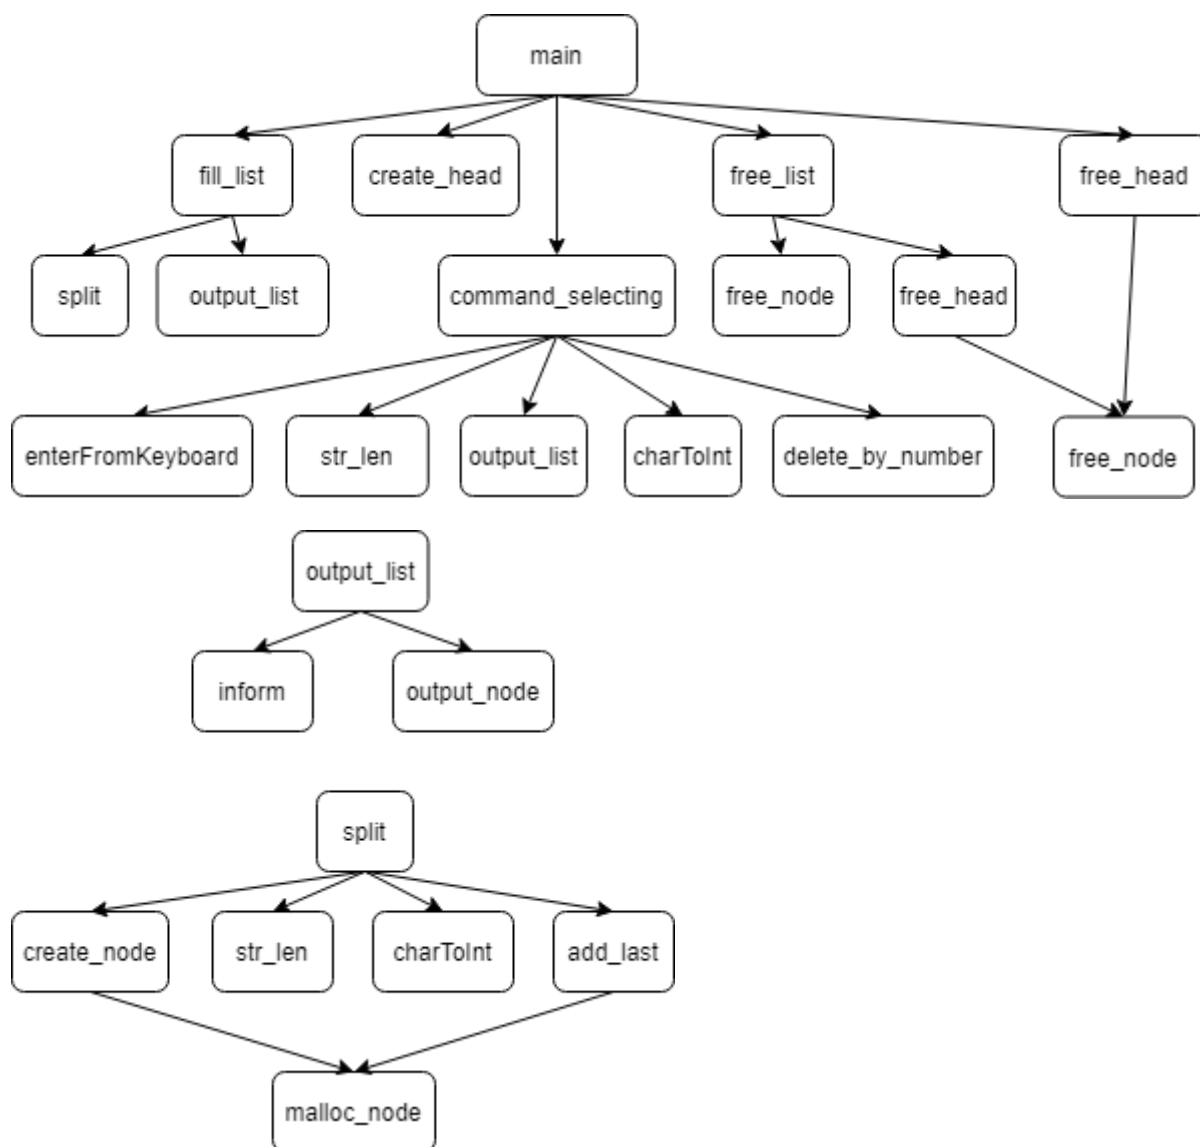 main
fill_list
create_head
free_list
free_head
split
output_list
command_selecting
free_node
free_head
enterFromKeyboard
str_len
output_list
charToInt
delete_by_number
free_node
output_list
inform
output_node
split
create_node
str_len
charToInt
add_last
malloc_node